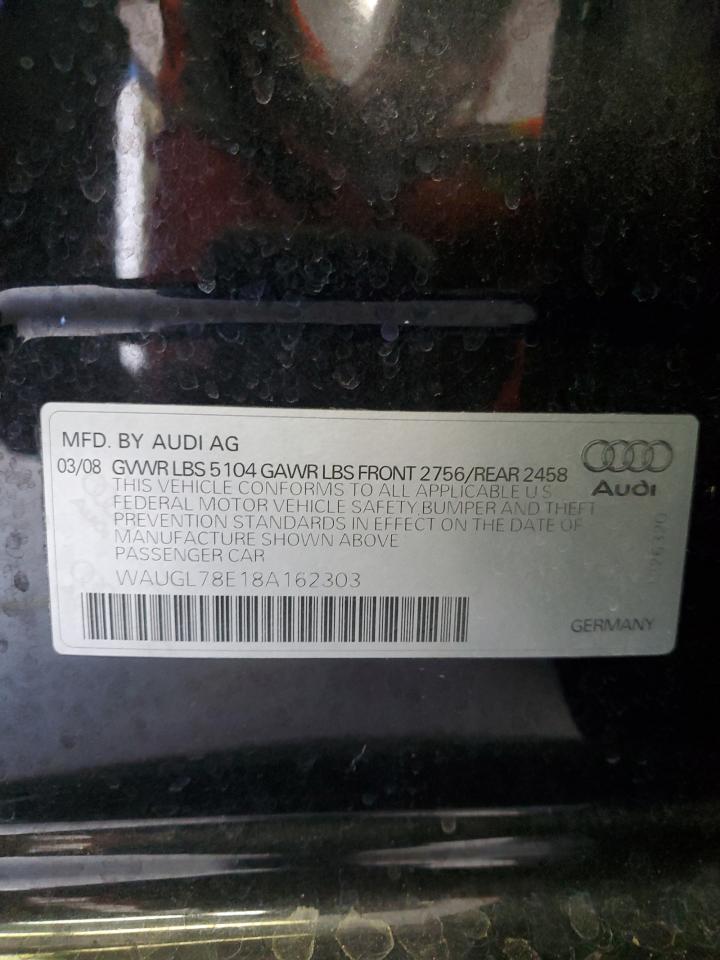 MFD. BY AUDI AG
03/08 GVWR LBS 5104 GAWR LBS FRONT 2756/REAR 2458
Audi
THIS VEHICLE CONFORMS TO ALL APPLICABLE U S
FEDERAL MOTOR VEHICLE SAFETY, BUMPER AND THEFT
PREVENTION STANDARDS IN EFFECT ON THE DATE OF
MANUFACTURE SHOWN ABOVE
PASSENGER CAR
WAUGL78E18A162303
GERMANY